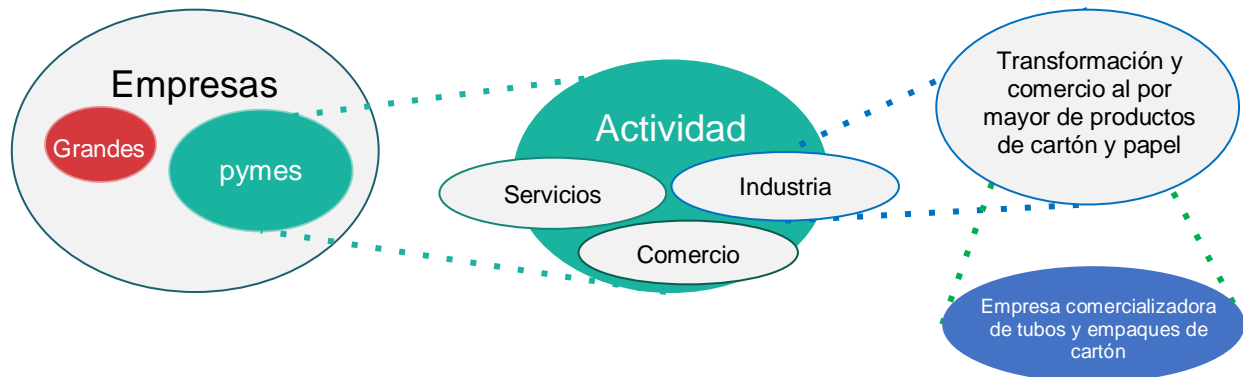 Empresas
Grandes
pymes
Actividad
Servicios
Industria
Comercio
Transformación y
comercio al por
mayor de productos
de cartón y papel
Empresa comercializadora
de tubos y empaques de
cartón